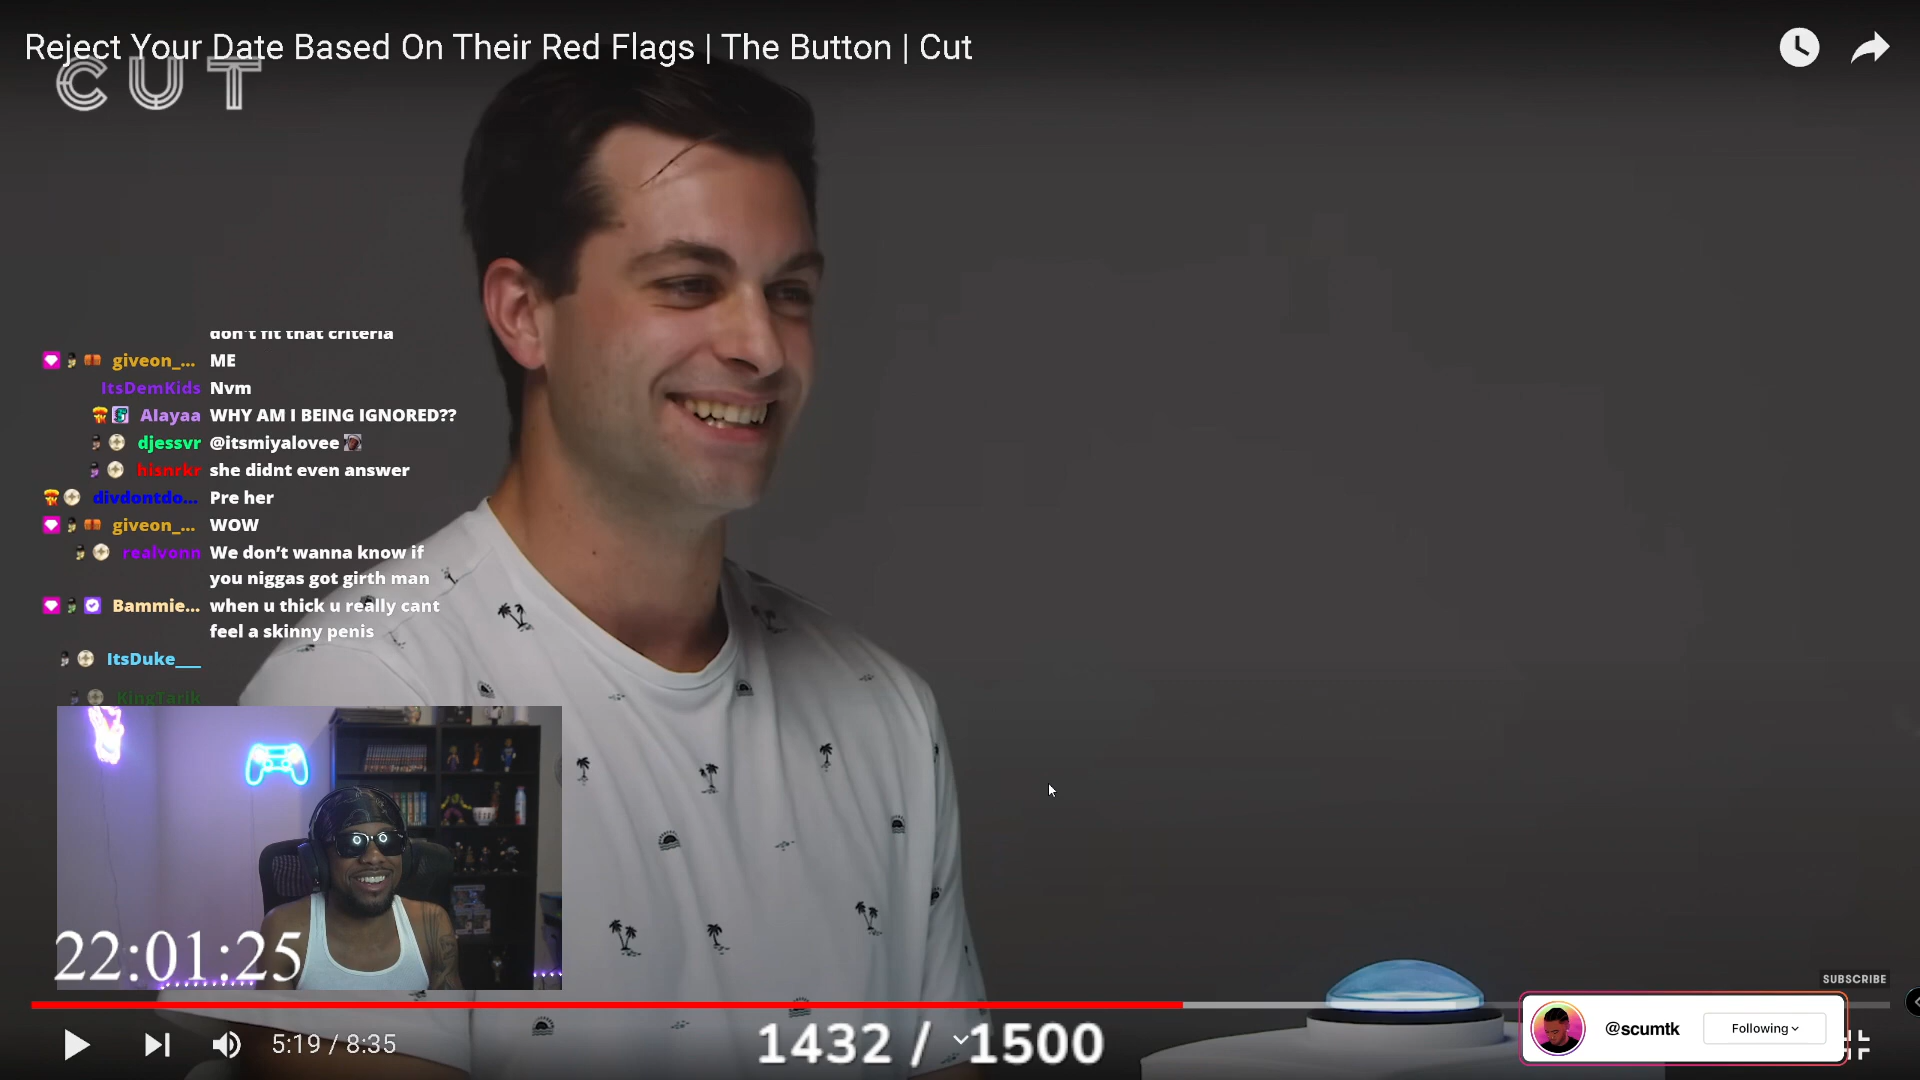 Reject Your Date Based On Their Red Flags | The Button | Cut
CUT
don't fit that criteria
giveon_... ME
ItsDemKids Nvm
Alayaa WHY AM I BEING IGNORED??
djessvr @itsmiyalovee
hisnrkr she didnt even answer
divdontdo... Pre her
giveon_... WOW
realvonn We don’t wanna know if
you niggas got girth man
Bammie... when u thick u really cant
feel a skinny penis
ItsDuke___
KingTarik
22:01:25
SUBSCRIBE
@scumtk Following
5:19 / 8:35
1432 / 1500